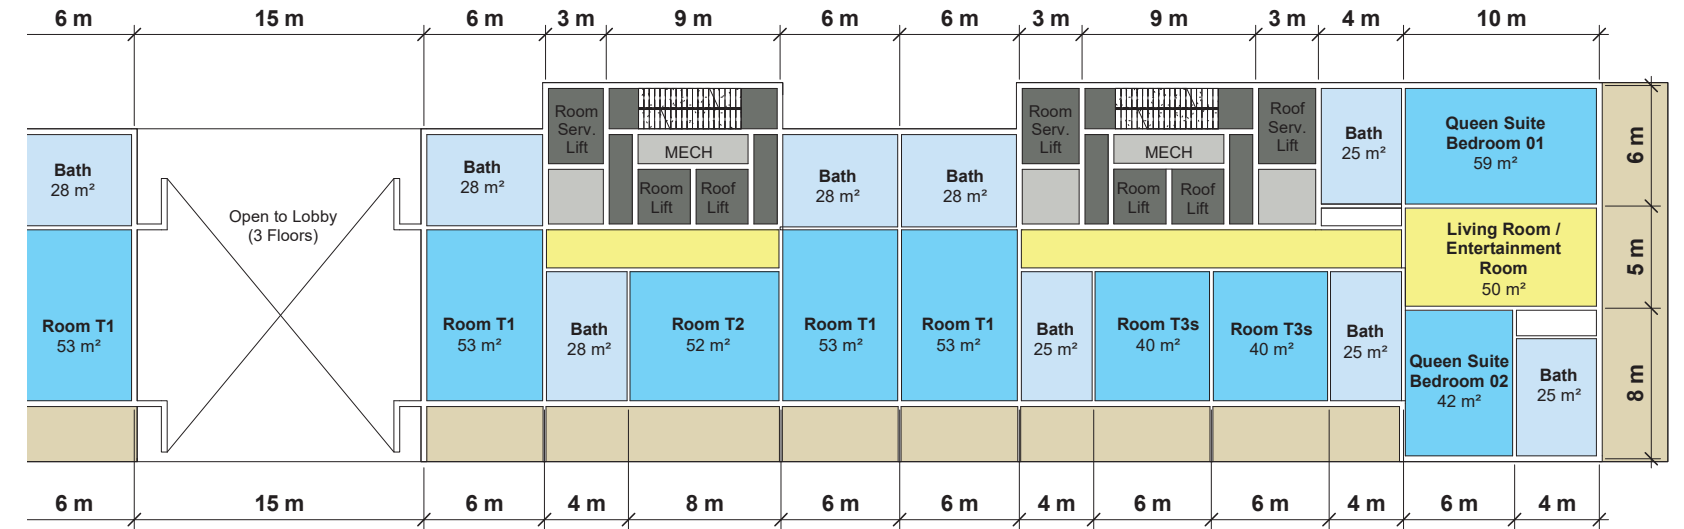 6 m 15 m 6 m 3 m 9 m 6 m 6 m 3 m 9 m 3 m 4 m 10 m
Bath
28 m²
Room T1
53 m²
Open to Lobby
(3 Floors)
Bath
28 m²
Room T1
53 m²
Room
Serv.
Lift
MECH
Room
Lift
Roof
Lift
Bath
28 m²
Room T2
52 m²
Bath
28 m²
Room T1
53 m²
Bath
28 m²
Room T1
53 m²
Room
Serv.
Lift
MECH
Room
Lift
Roof
Lift
Roof
Serv.
Lift
Bath
25 m²
Bath
25 m²
Room T3s
40 m²
Room T3s
40 m²
Bath
25 m²
Queen Suite
Bedroom 01
59 m²
Living Room /
Entertainment
Room
50 m²
Queen Suite
Bedroom 02
42 m²
Bath
25 m²
6 m
5 m
8 m
6 m 15 m 6 m 4 m 8 m 6 m 6 m 4 m 6 m 6 m 4 m 6 m 4 m